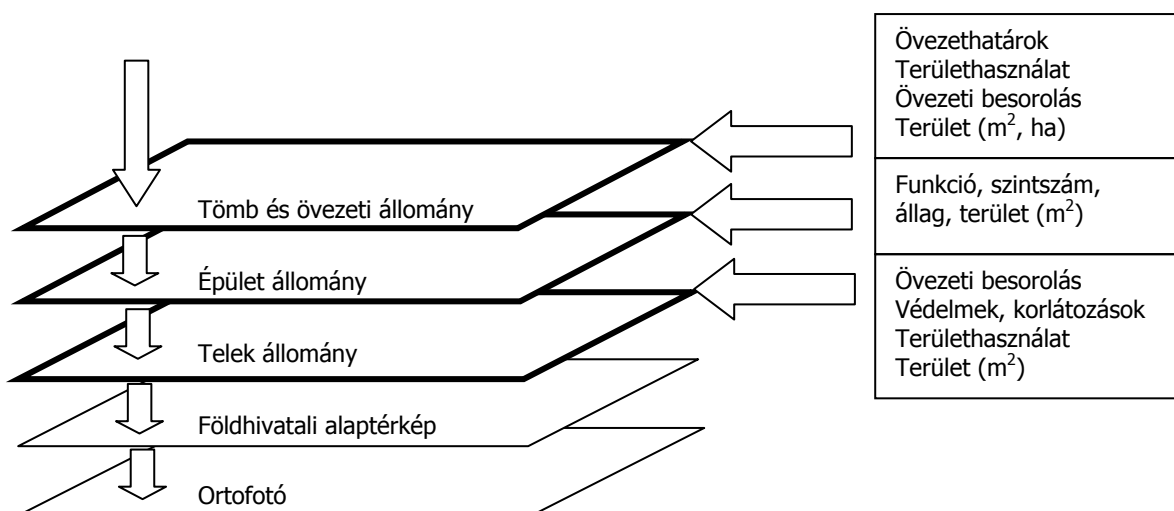 Övezethatárok
Területhasználat
Övezeti besorolás
Terület (m², ha)
Funkció, szintszám,
állag, terület (m²)
Övezeti besorolás
Védelmek, korlátozások
Területhasználat
Terület (m²)
Tömb és övezeti állomány
Épület állomány
Telek állomány
Földhivatali alaptérkép
Ortofotó